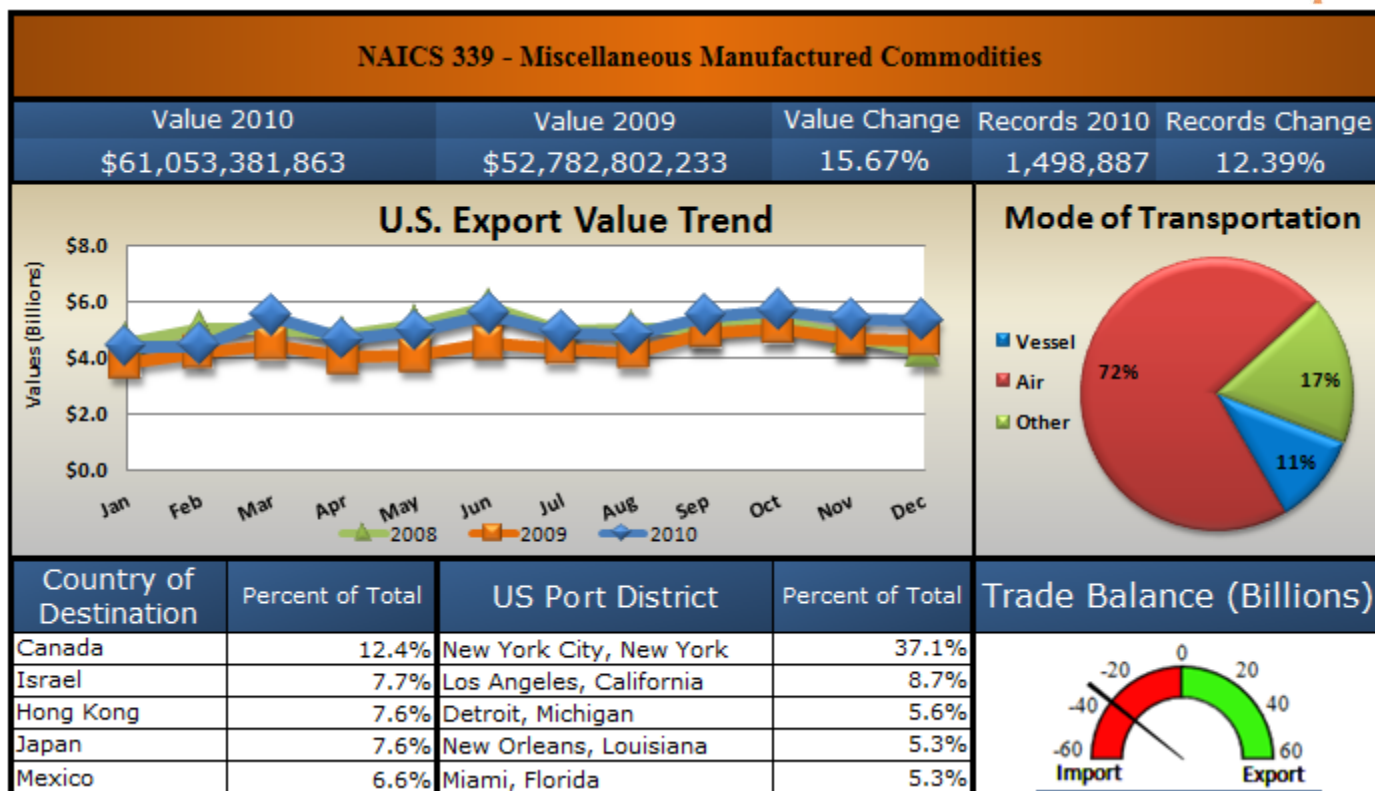 NAICS 339 - Miscellaneous Manufactured Commodities
Value 2010 Value 2009 Value Change Records 2010 Records Change
$61,053,381,863 $52,782,802,233 15.67% 1,498,887 12.39%
U.S. Export Value Trend
Values (Billions)
$8.0
$6.0
$4.0
$2.0
$0.0
Jan Feb Mar Apr May Jun Jul Aug Sep Oct Nov Dec
2008 2009 2010
Mode of Transportation
Vessel
Air
Other
72%
17%
11%
Country of
Destination
Percent of Total US Port District Percent of Total
Canada 12.4% New York City, New York 37.1%
Israel 7.7% Los Angeles, California 8.7%
Hong Kong 7.6% Detroit, Michigan 5.6%
Japan 7.6% New Orleans, Louisiana 5.3%
Mexico 6.6% Miami, Florida 5.3%
Trade Balance (Billions)
0
-20 20
-40 40
-60 60
Import Export